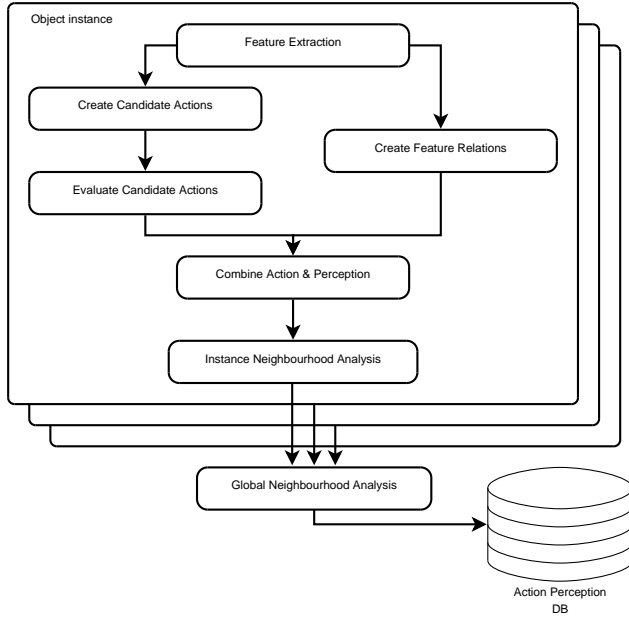 Object instance
Feature Extraction
Create Candidate Actions
Create Feature Relations
Evaluate Candidate Actions
Combine Action & Perception
Instance Neighbourhood Analysis
Global Neighbourhood Analysis
Action Perception
DB